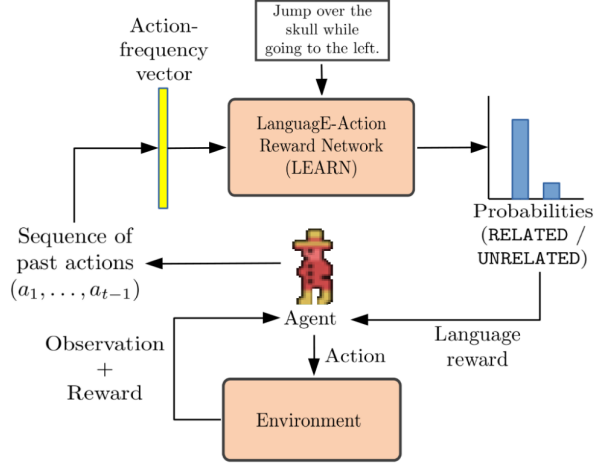 Action-
frequency
vector
Jump over the
skull while
going to the left.
LanguagE-Action
Reward Network
(LEARN)
Probabilities
(RELATED /
UNRELATED)
Sequence of
past actions
(a₁, . . . , aₜ₋₁)
Agent
Language
reward
Observation
+
Reward
Action
Environment